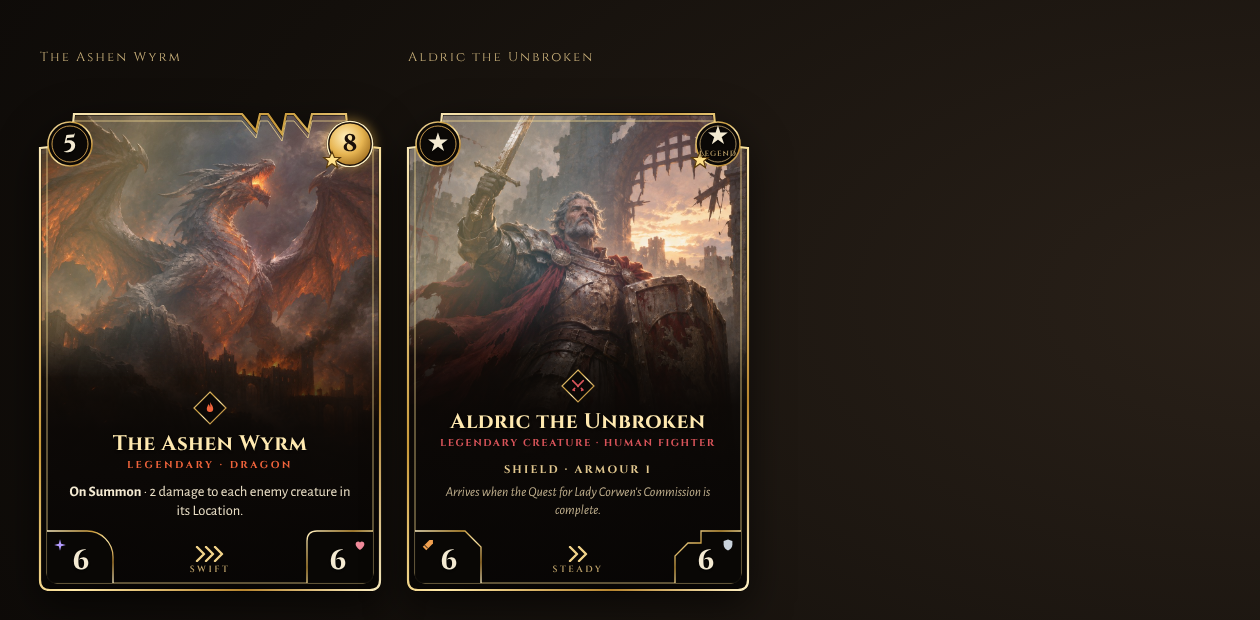 The Ashen Wyrm
Aldric the Unbroken
5
8
LEGEND
The Ashen Wyrm
LEGENDARY · DRAGON
On Summon · 2 damage to each enemy creature in
its Location.
6
SWIFT
6
Aldric the Unbroken
LEGENDARY CREATURE · HUMAN FIGHTER
SHIELD · ARMOUR 1
Arrives when the Quest for Lady Corwen's Commission is
complete.
6
STEADY
6